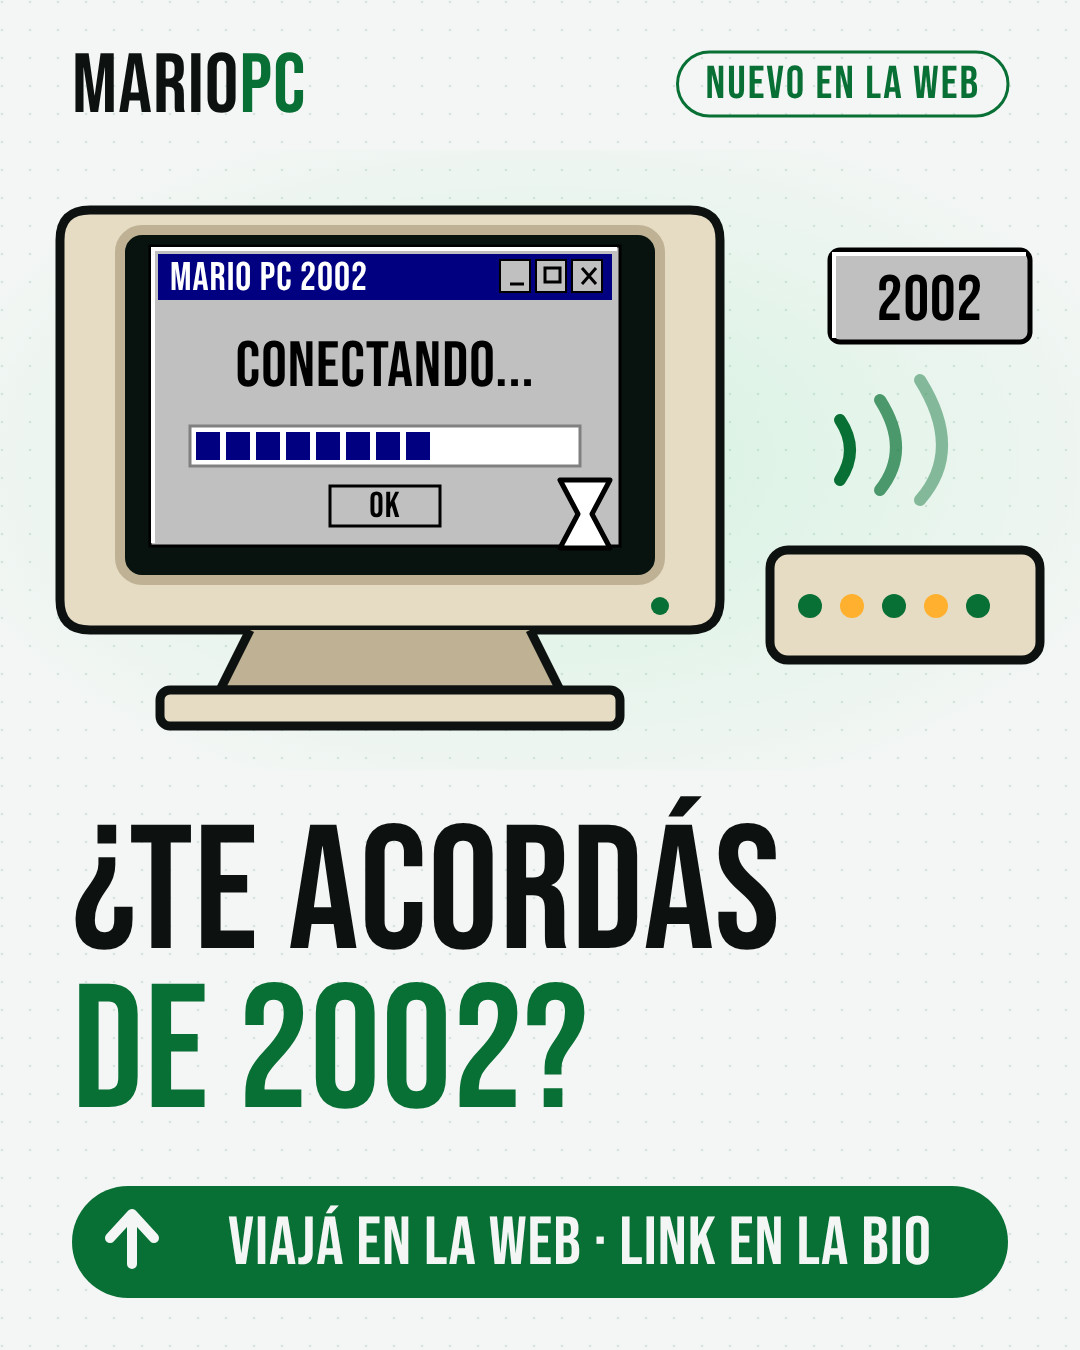 MARIOPC
NUEVO EN LA WEB
MARIO PC 2002
CONECTANDO...
OK
2002
¿TE ACORDÁS
DE 2002?
VIAJÁ EN LA WEB · LINK EN LA BIO